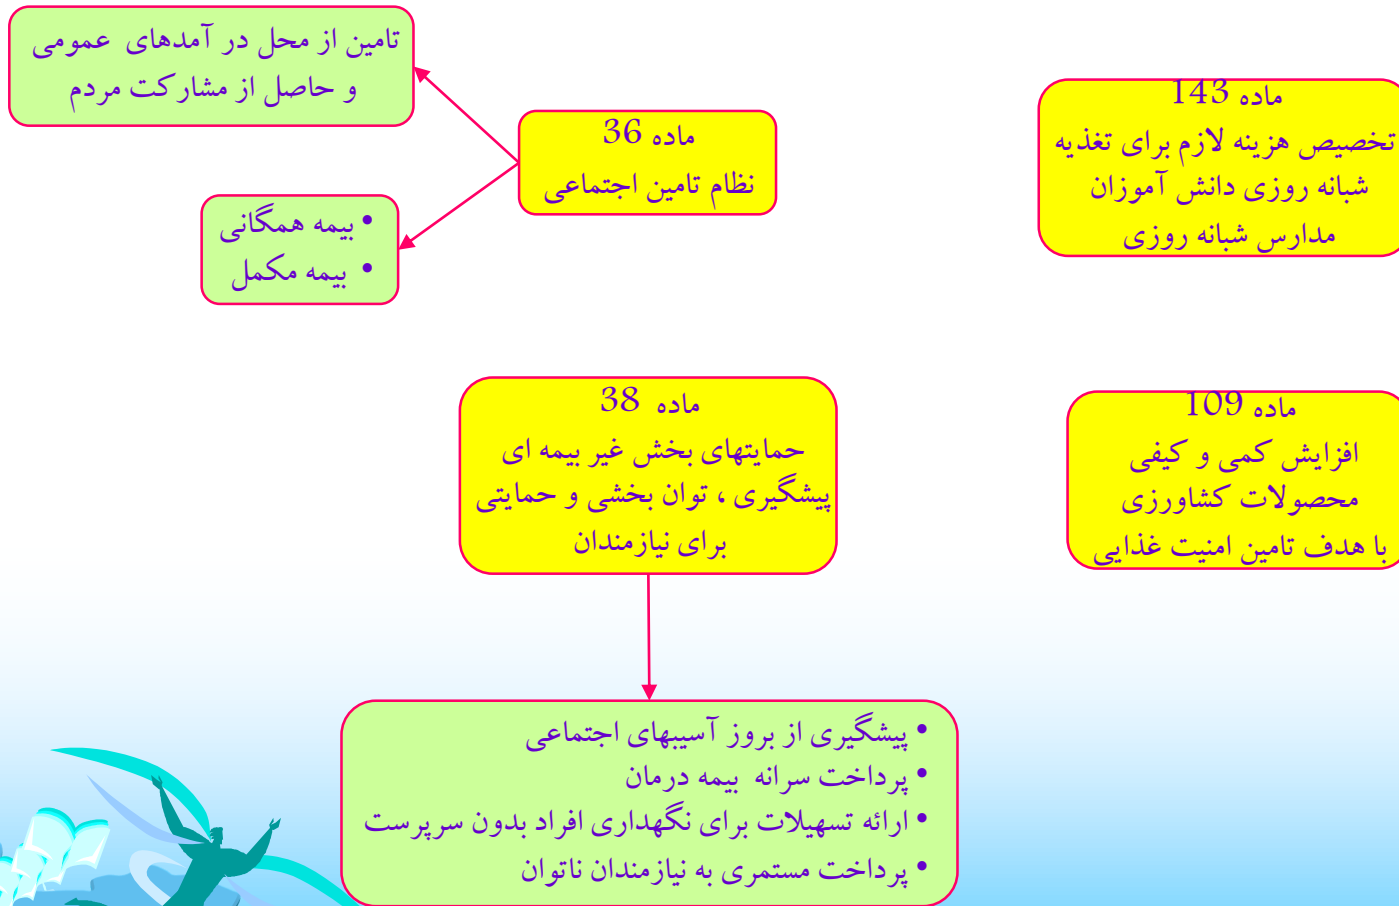 ماده 143
تخصیص هزینه لازم برای تغذیه
شبانه روزی دانش آموزان
مدارس شبانه روزی
ماده 36
نظام تامین اجتماعی
تامین از محل در آمدهای عمومی
و حاصل از مشارکت مردم
• بیمه همگانی
• بیمه مکمل
ماده 109
افزایش کمی و کیفی
محصولات کشاورزی
با هدف تامین امنیت غذایی
ماده 38
حمایتهای بخش غیر بیمه ای
پیشگیری ، توان بخشی و حمایتی
برای نیازمندان
• پیشگیری از بروز آسیبهای اجتماعی
• پرداخت سرانه بیمه درمان
• ارائه تسهیلات برای نگهداری افراد بدون سرپرست
• پرداخت مستمری به نیازمندان ناتوان